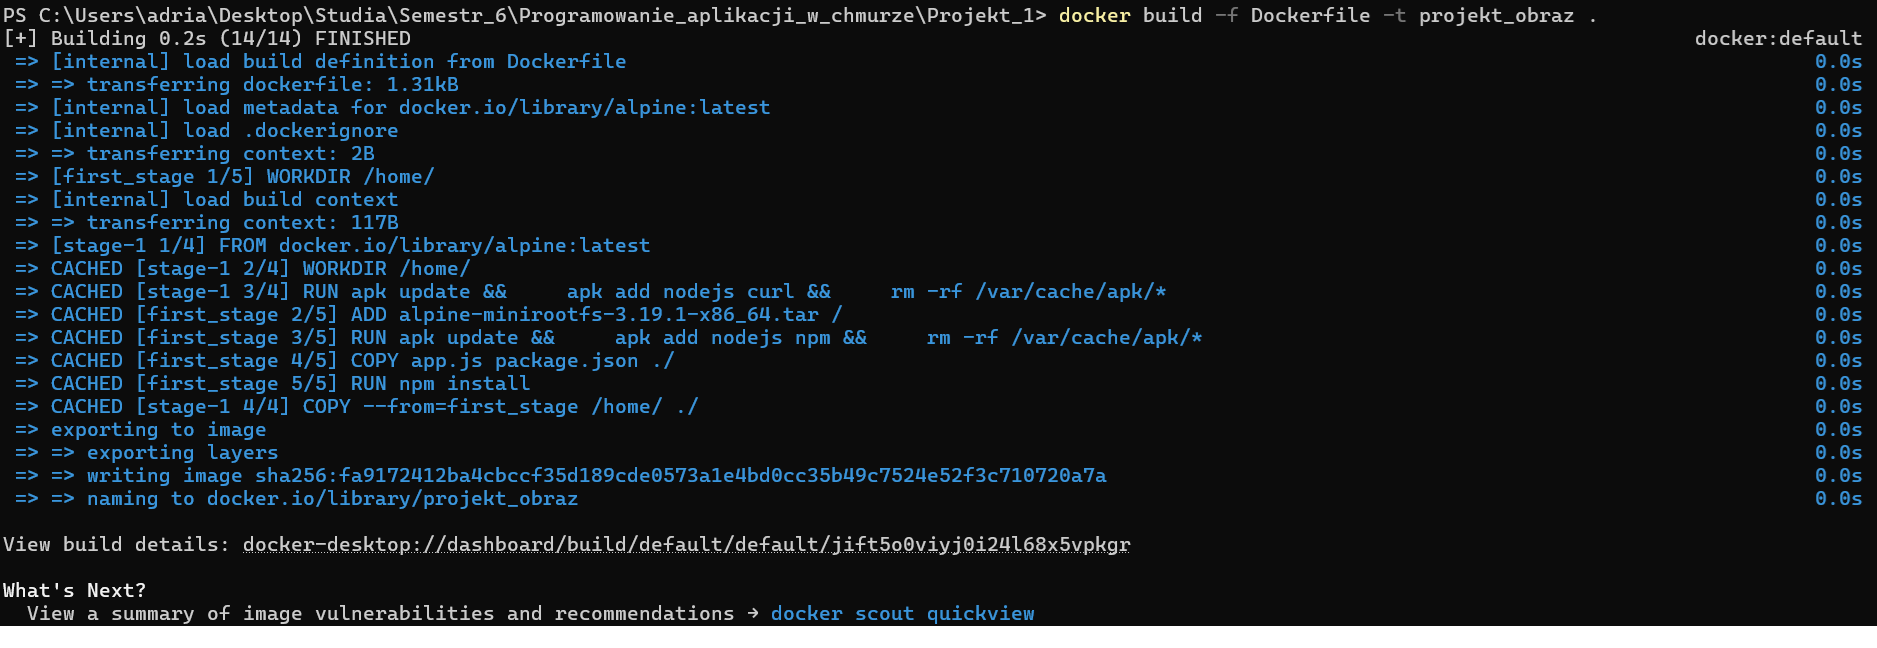 PS C:\Users\adria\Desktop\Studia\Semestr_6\Programowanie_aplikacji_w_chmurze\Projekt_1> docker build -f Dockerfile -t projekt_obraz .
[+] Building 0.2s (14/14) FINISHED docker:default
=> [internal] load build definition from Dockerfile 0.0s
=> => transferring dockerfile: 1.31kB 0.0s
=> [internal] load metadata for docker.io/library/alpine:latest 0.0s
=> [internal] load .dockerignore 0.0s
=> => transferring context: 2B 0.0s
=> [first_stage 1/5] WORKDIR /home/ 0.0s
=> [internal] load build context 0.0s
=> => transferring context: 117B 0.0s
=> [stage-1 1/4] FROM docker.io/library/alpine:latest 0.0s
=> CACHED [stage-1 2/4] WORKDIR /home/ 0.0s
=> CACHED [stage-1 3/4] RUN apk update &&     apk add nodejs curl &&     rm -rf /var/cache/apk/* 0.0s
=> CACHED [first_stage 2/5] ADD alpine-minirootfs-3.19.1-x86_64.tar / 0.0s
=> CACHED [first_stage 3/5] RUN apk update &&     apk add nodejs npm &&     rm -rf /var/cache/apk/* 0.0s
=> CACHED [first_stage 4/5] COPY app.js package.json ./ 0.0s
=> CACHED [first_stage 5/5] RUN npm install 0.0s
=> CACHED [stage-1 4/4] COPY --from=first_stage /home/ ./ 0.0s
=> exporting to image 0.0s
=> => exporting layers 0.0s
=> => writing image sha256:fa9172412ba4cbccf35d189cde0573a1e4bd0cc35b49c7524e52f3c710720a7a 0.0s
=> => naming to docker.io/library/projekt_obraz 0.0s
View build details: docker-desktop://dashboard/build/default/default/jift5o0viyj0i24l68x5vpkgr
What's Next?
View a summary of image vulnerabilities and recommendations → docker scout quickview